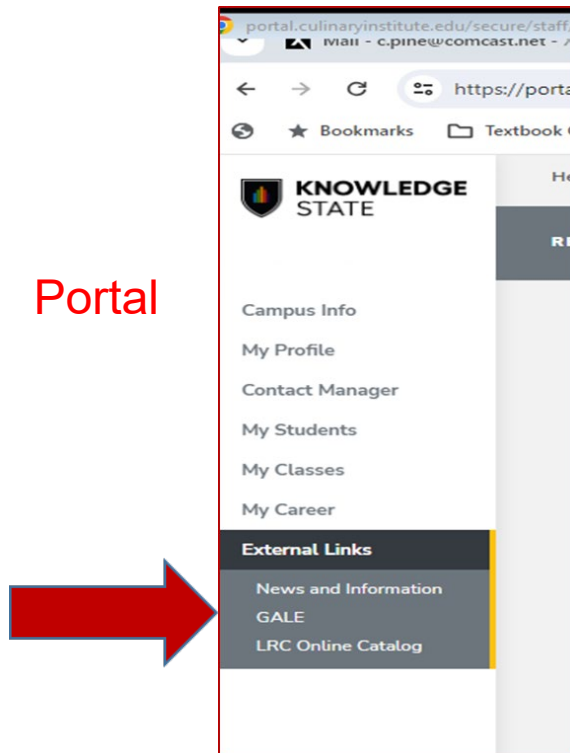 portal.culinaryinstitute.edu/secure/staff/
Mail - c.pine@comcast.net -
https://porta
Bookmarks Textbook
KNOWLEDGE
STATE
Portal
Campus Info
My Profile
Contact Manager
My Students
My Classes
My Career
External Links
News and Information
GALE
LRC Online Catalog